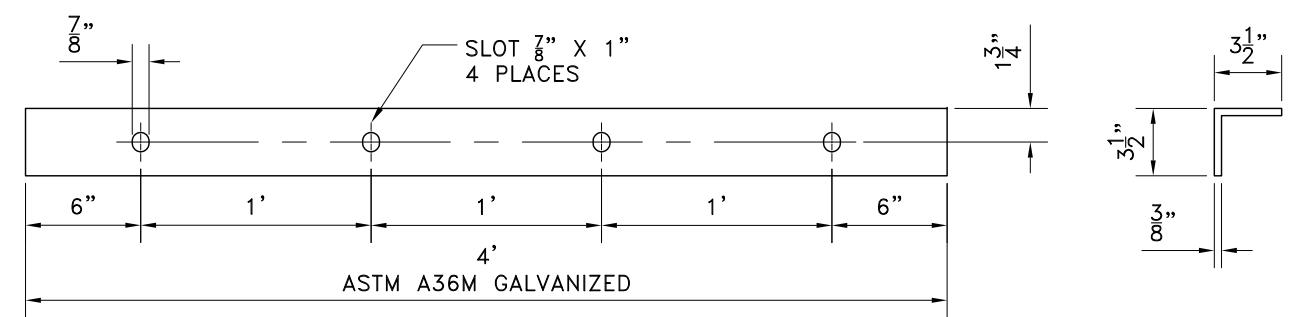 7/8"
SLOT 7/8" X 1"
4 PLACES
1 3/4"
3 1/2"
3 1/2"
6" 1' 1' 1' 6"
3/8"
4'
ASTM A36M GALVANIZED